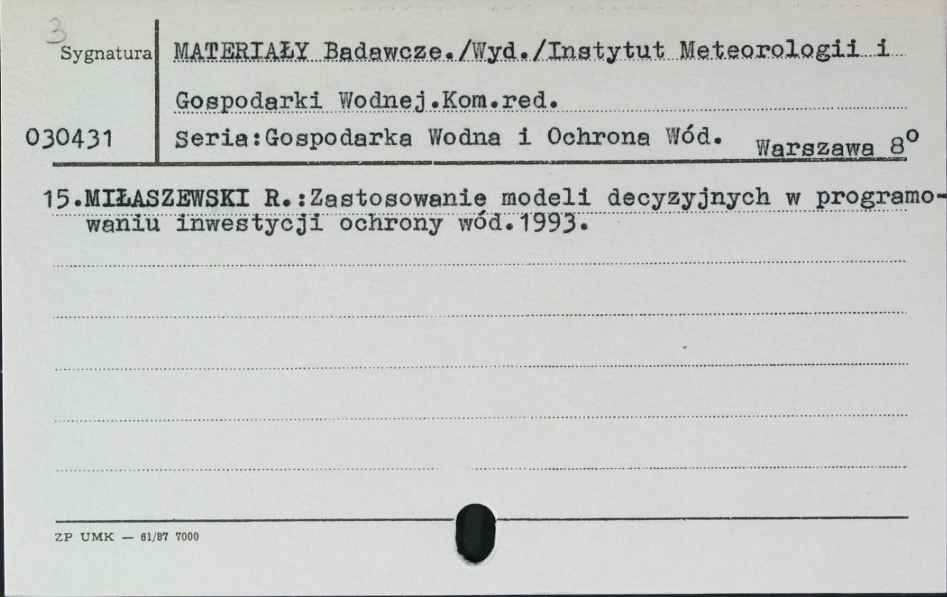 3
Sygnatura MATERIAŁY Badawcze./Wyd./Instytut Meteorologii i
Gospodarki Wodnej.Kom.red.
030431 Seria:Gospodarka Wodna i Ochrona Wód. Warszawa 8°
15.MIŁASZEWSKI R.:Zastosowanie modeli decyzyjnych w programo-
waniu inwestycji ochrony wód.1993.
ZP UMK — 61/87 7000